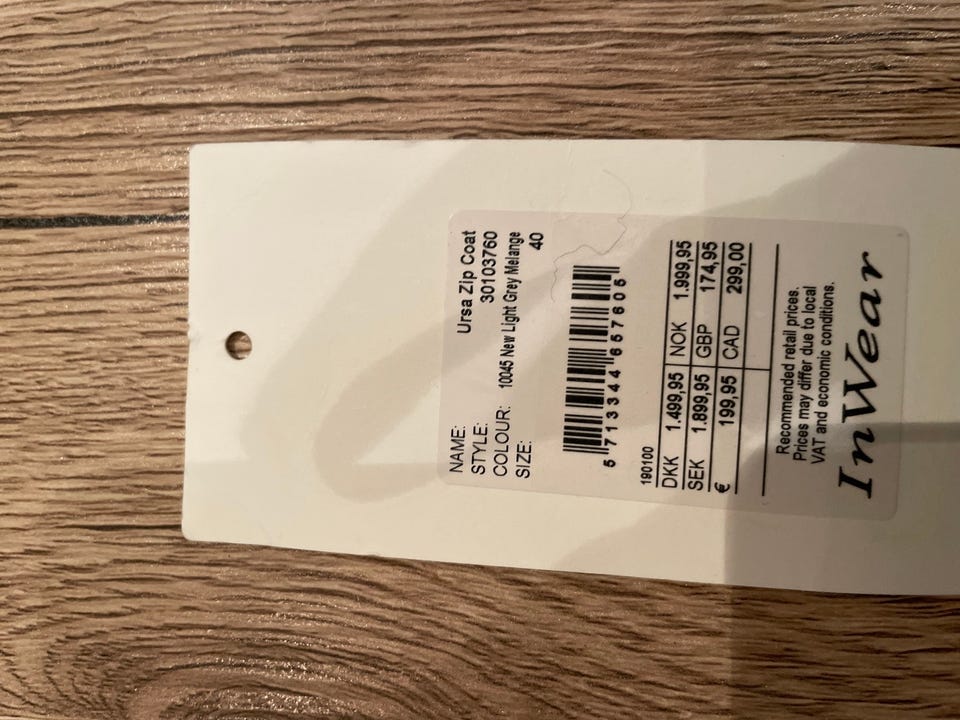 NAME: Ursa Zip Coat
STYLE: 30103760
COLOUR: 10045 New Light Grey Melange
SIZE: 40
5 713344 657605
190100
DKK 1.499,95 NOK 1.999,95
SEK 1.899,95 GBP 174,95
€ 199,95 CAD 299,00
Recommended retail prices.
Prices may differ due to local
VAT and economic conditions.
InWear